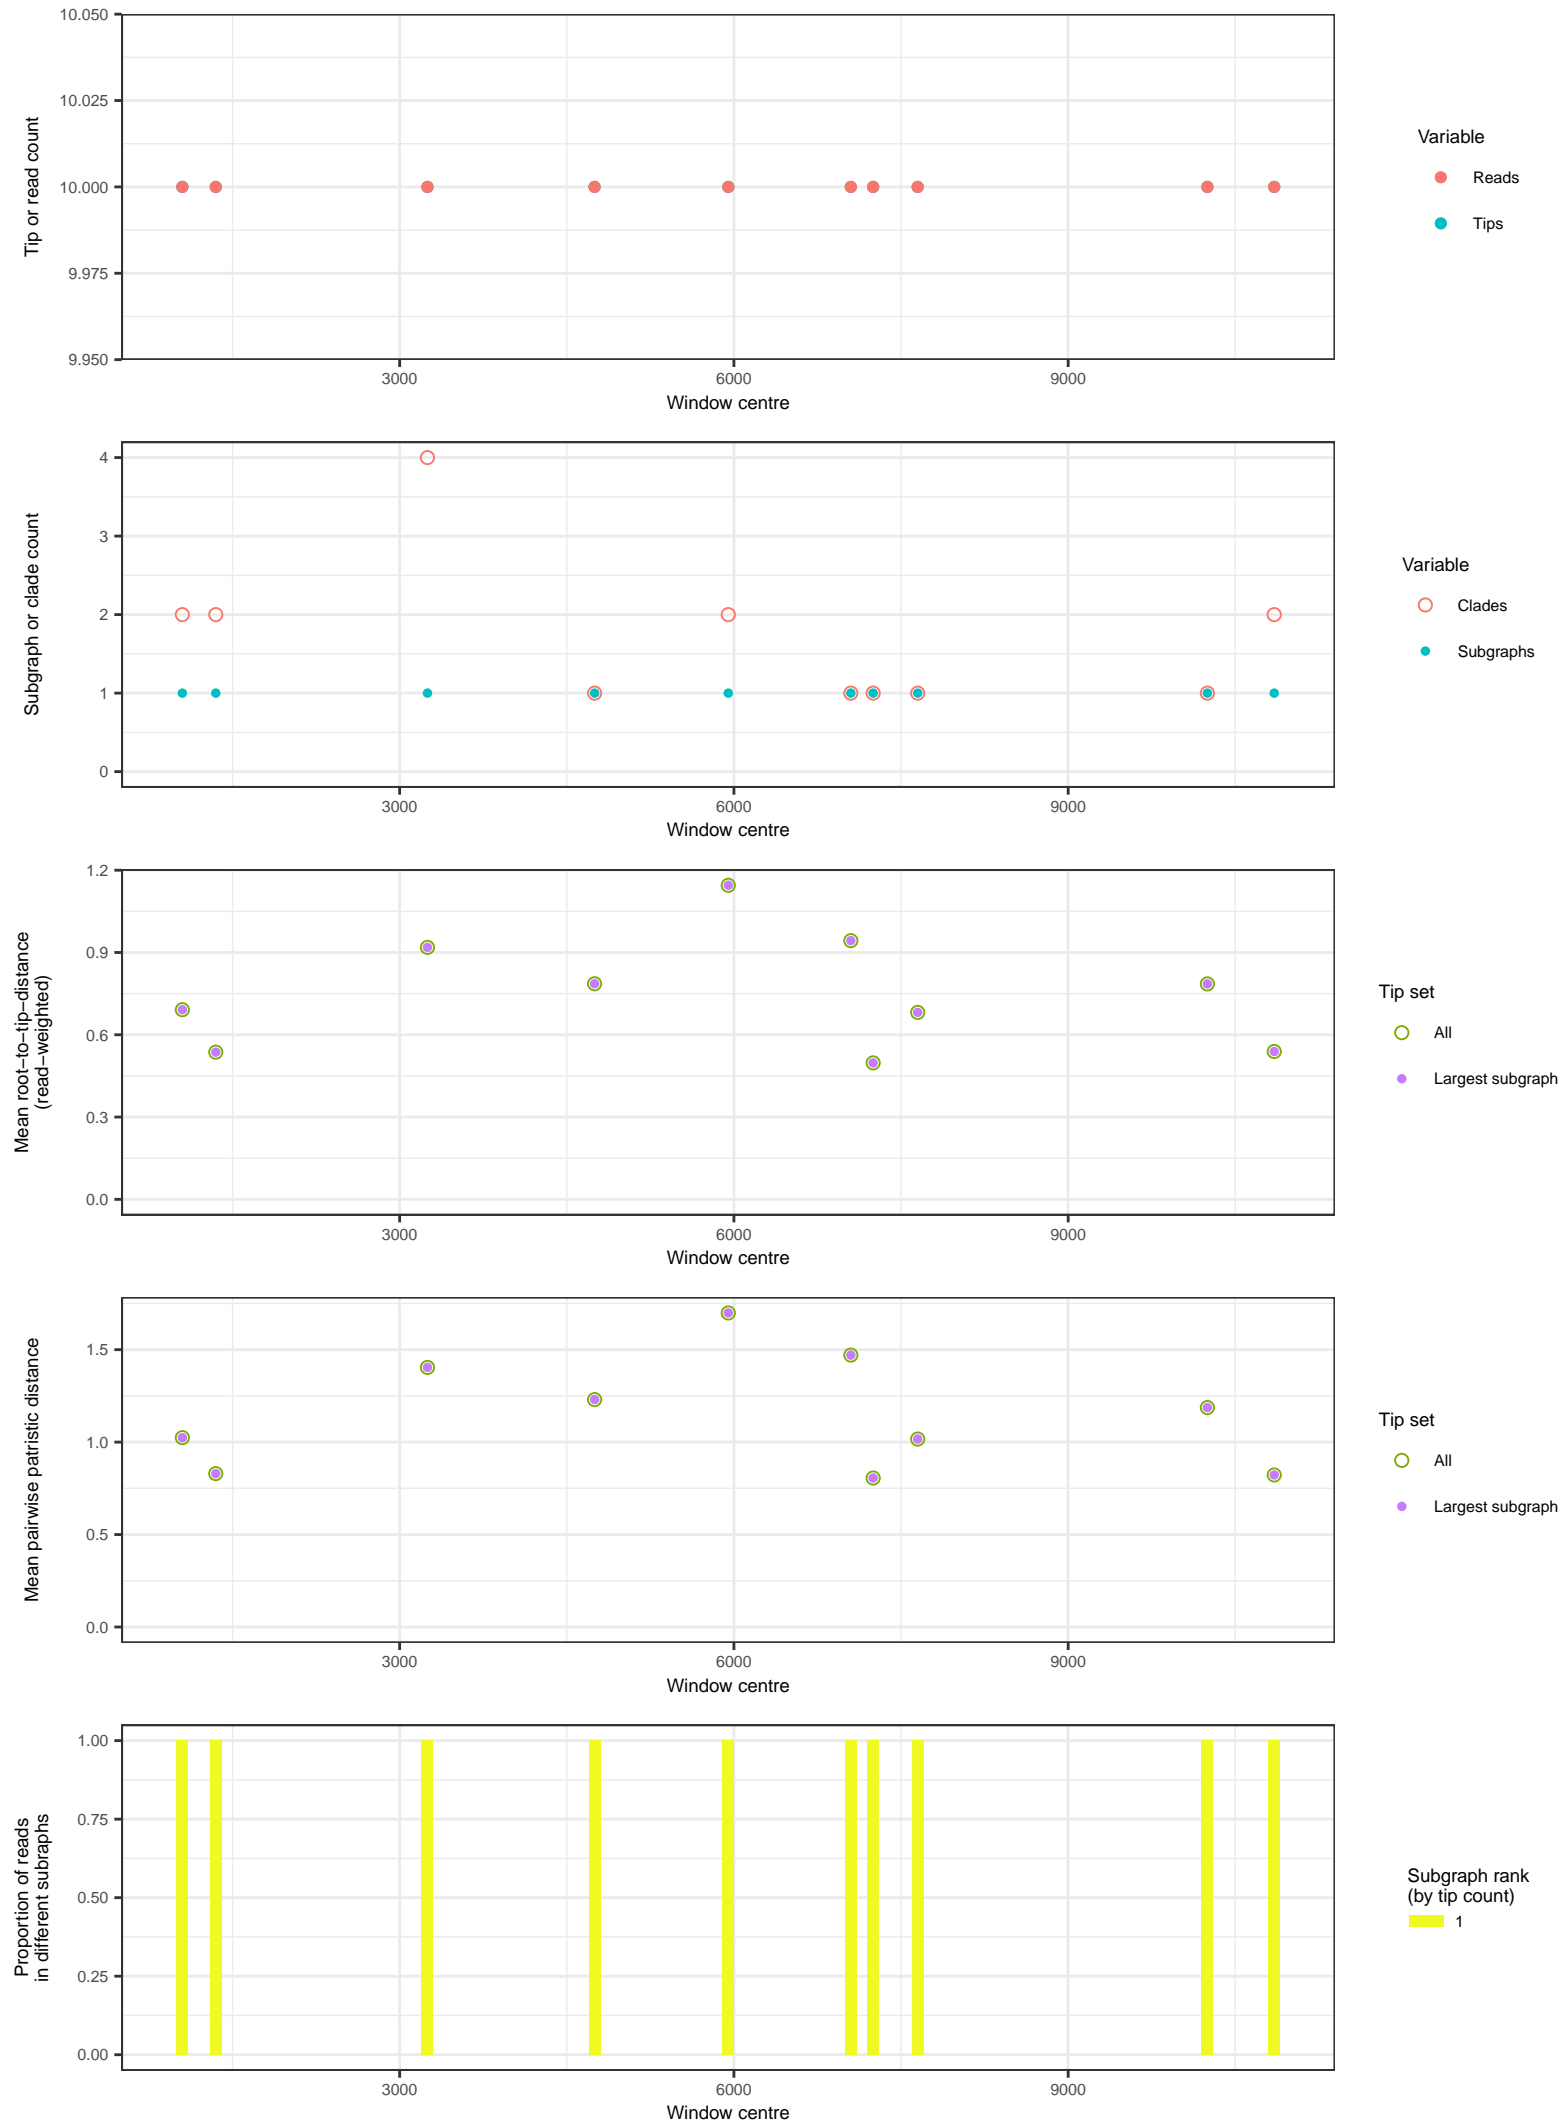 10.050
10.025
10.000
9.975
9.950
Tip or read count
3000 6000 9000
Window centre
Variable
Reads
Tips
4
3
2
1
0
Subgraph or clade count
3000 6000 9000
Window centre
Variable
Clades
Subgraphs
1.2
0.9
0.6
0.3
0.0
Mean root−to−tip−distance
(read−weighted)
3000 6000 9000
Window centre
Tip set
All
Largest subgraph
1.5
1.0
0.5
0.0
Mean pairwise patristic distance
3000 6000 9000
Window centre
Tip set
All
Largest subgraph
1.00
0.75
0.50
0.25
0.00
Proportion of reads
in different subraphs
3000 6000 9000
Window centre
Subgraph rank
(by tip count)
1